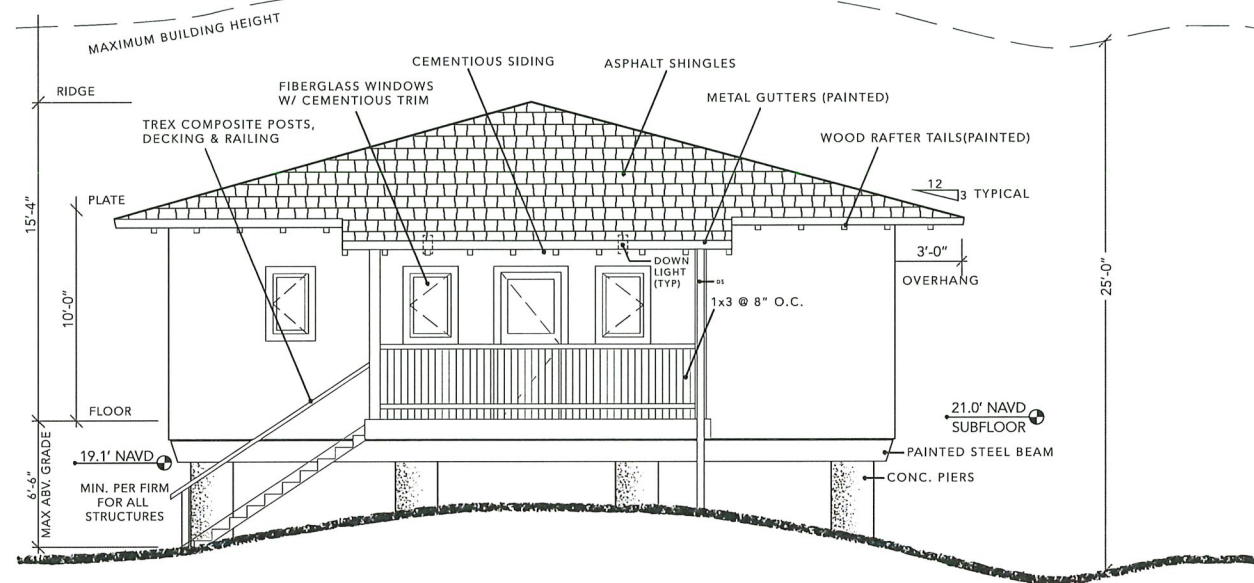 MAXIMUM BUILDING HEIGHT
RIDGE
CEMENTIOUS SIDING
ASPHALT SHINGLES
FIBERGLASS WINDOWS
W/ CEMENTIOUS TRIM
METAL GUTTERS (PAINTED)
TREX COMPOSITE POSTS,
DECKING & RAILING
WOOD RAFTER TAILS(PAINTED)
12
3 TYPICAL
PLATE
15'-4"
10'-0"
3'-0"
OVERHANG
DOWN
LIGHT
(TYP)
DS
1x3 @ 8" O.C.
25'-0"
FLOOR
21.0' NAVD
SUBFLOOR
19.1' NAVD
MIN. PER FIRM
FOR ALL
STRUCTURES
6'-6"
MAX ABV. GRADE
PAINTED STEEL BEAM
CONC. PIERS